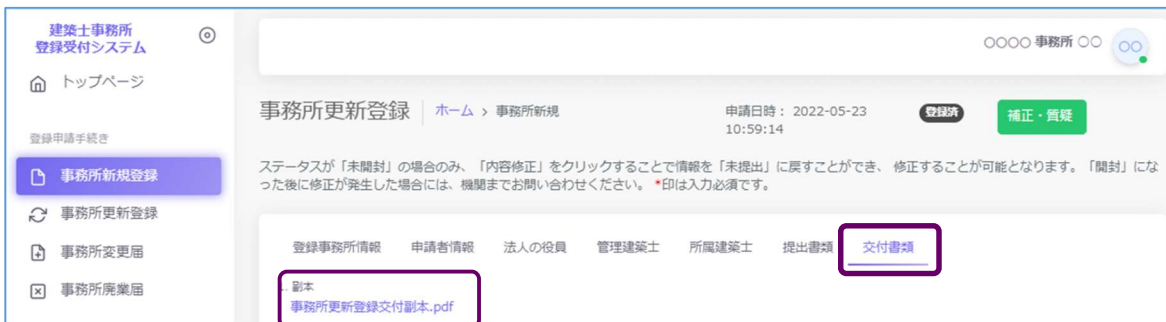 建築士事務所
登録受付システム
トップページ
登録申請手続き
事務所新規登録
事務所更新登録
事務所変更届
事務所廃業届
○○○○ 事務所 ○○
○○
事務所更新登録 ホーム › 事務所新規
申請日時： 2022-05-23
10:59:14
登録済
補正・質疑
ステータスが「未開封」の場合のみ、「内容修正」をクリックすることで情報を「未提出」に戻すことができ、 修正することが可能となります。「開封」にな
った後に修正が発生した場合には、機関までお問い合わせください。 *印は入力必須です。
登録事務所情報 申請者情報 法人の役員 管理建築士 所属建築士 提出書類 交付書類
副本
事務所更新登録交付副本.pdf